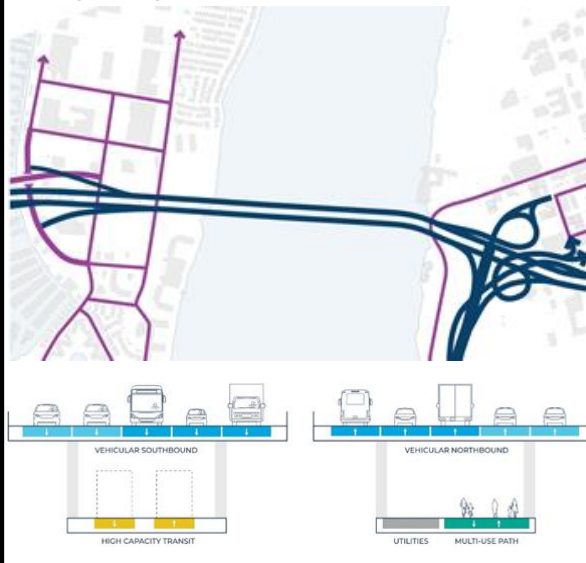 VEHICULAR SOUTHBOUND
VEHICULAR NORTHBOUND
HIGH CAPACITY TRANSIT
UTILITIES
MULTI-USE PATH